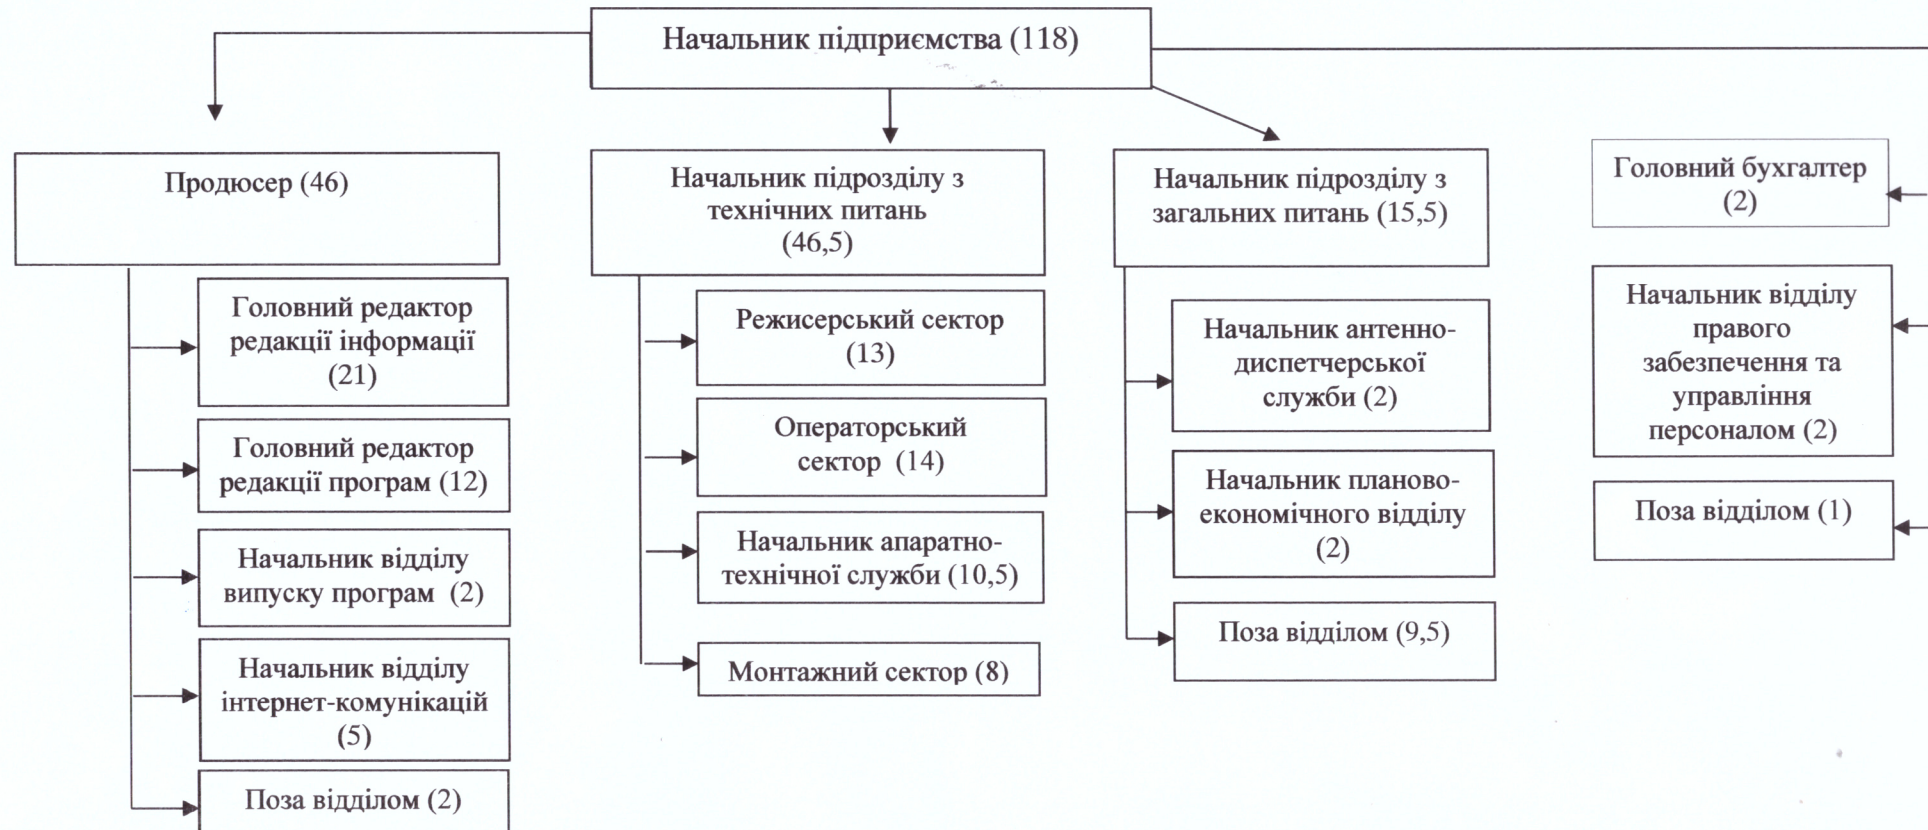 Начальник підприємства (118)
Продюсер (46)
Головний редактор
редакції інформації
(21)
Головний редактор
редакції програм (12)
Начальник відділу
випуску програм (2)
Начальник відділу
інтернет-комунікацій
(5)
Поза відділом (2)
Начальник підрозділу з
технічних питань
(46,5)
Режисерський сектор
(13)
Операторський
сектор (14)
Начальник апаратно-
технічної служби (10,5)
Монтажний сектор (8)
Начальник підрозділу з
загальних питань (15,5)
Начальник антенно-
диспетчерської
служби (2)
Начальник планово-
економічного відділу
(2)
Поза відділом (9,5)
Головний бухгалтер
(2)
Начальник відділу
правого
забезпечення та
управління
персоналом (2)
Поза відділом (1)